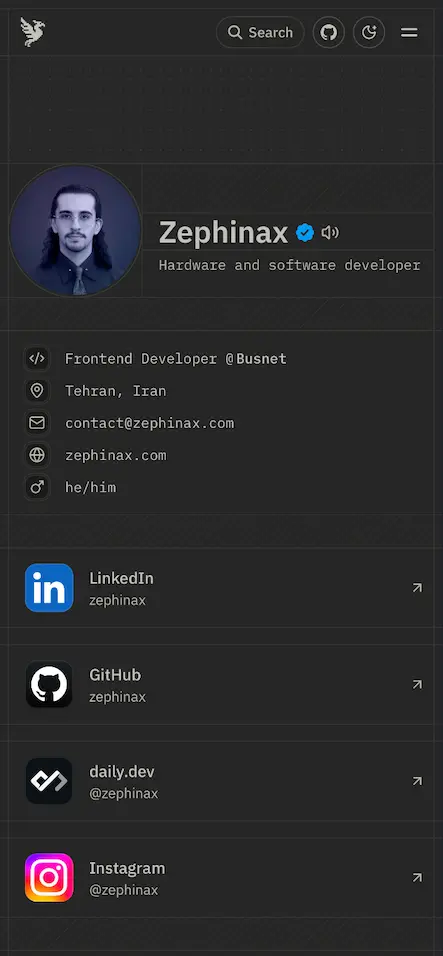 Search
Zephinax
Hardware and software developer
Frontend Developer @Busnet
Tehran, Iran
contact@zephinax.com
zephinax.com
he/him
LinkedIn
zephinax
GitHub
zephinax
daily.dev
@zephinax
Instagram
@zephinax